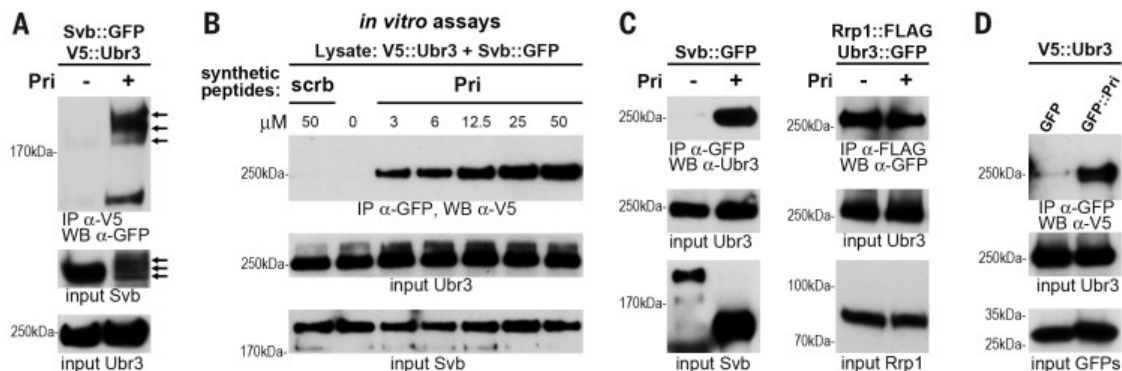 A
Svb::GFP
V5::Ubr3
Pri - +
170kDa-
IP α-V5
WB α-GFP
input Svb
250kDa-
input Ubr3
B
in vitro assays
Lysate: V5::Ubr3 + Svb::GFP
synthetic
peptides:
scrb
Pri
μM 50 0 3 6 12.5 25 50
250kDa-
IP α-GFP, WB α-V5
250kDa-
input Ubr3
170kDa-
input Svb
C
Svb::GFP
Pri - +
250kDa-
IP α-GFP
WB α-Ubr3
250kDa-
input Ubr3
170kDa-
input Svb
Rrp1::FLAG
Ubr3::GFP
Pri - +
250kDa-
IP α-FLAG
WB α-GFP
250kDa-
input Ubr3
100kDa-
70kDa-
input Rrp1
D
V5::Ubr3
GFP
GFP::Pri
250kDa-
IP α-GFP
WB α-V5
250kDa-
input Ubr3
35kDa-
25kDa-
input GFPs